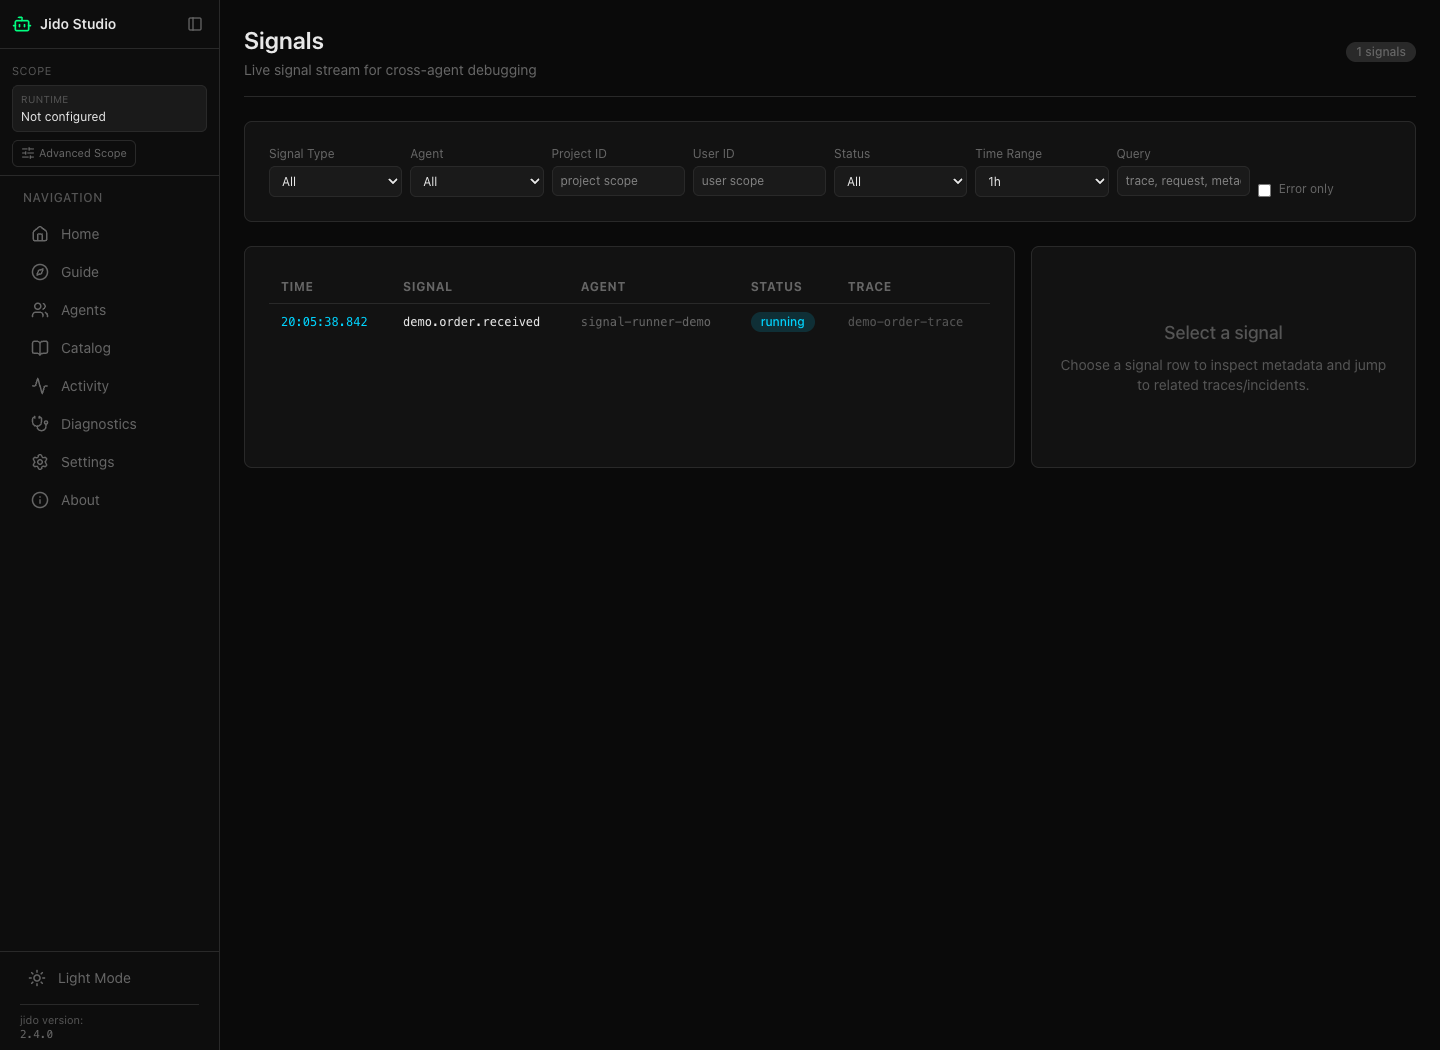 Jido Studio
SCOPE
RUNTIME
Not configured
Advanced Scope
NAVIGATION
Home
Guide
Agents
Catalog
Activity
Diagnostics
Settings
About
Light Mode
jido version:
2.4.0
Signals
Live signal stream for cross-agent debugging
1 signals
Signal Type Agent Project ID User ID Status Time Range Query
All All project scope user scope All 1h trace, request, meta Error only
TIME SIGNAL AGENT STATUS TRACE
20:05:38.842 demo.order.received signal-runner-demo running demo-order-trace
Select a signal
Choose a signal row to inspect metadata and jump
to related traces/incidents.